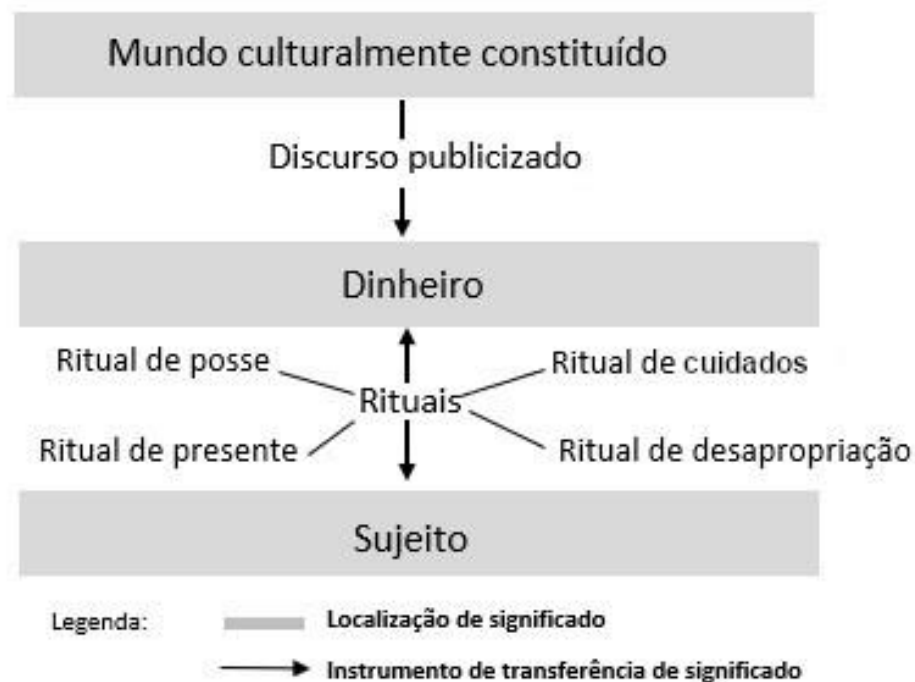 Mundo culturalmente constituído
Discurso publicizado
Dinheiro
Ritual de posse
Ritual de cuidados
Rituais
Ritual de presente
Ritual de desapropriação
Sujeito
Legenda:
Localização de significado
Instrumento de transferência de significado